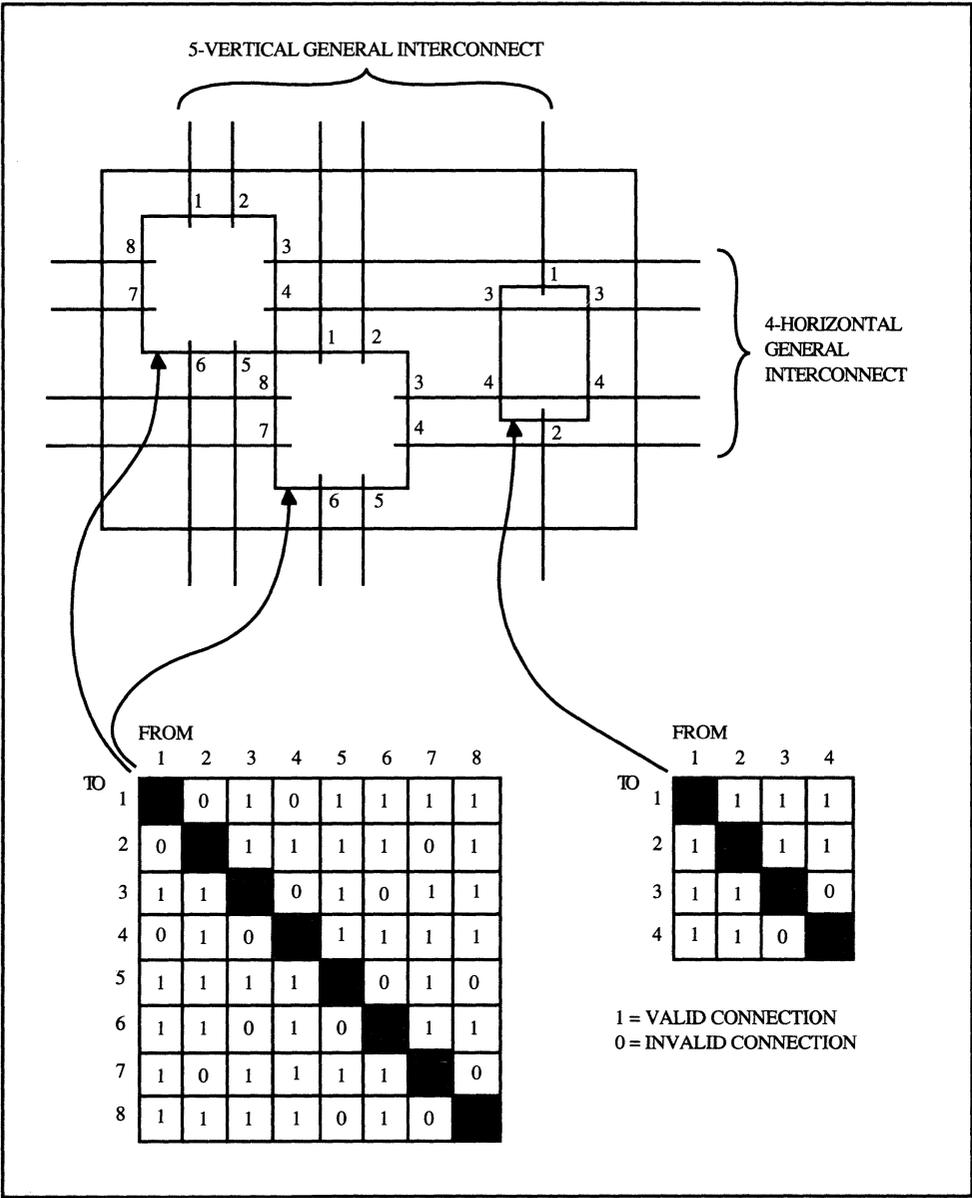 5-VERTICAL GENERAL INTERCONNECT
1 2
8 3
1
7 4 3 3
4-HORIZONTAL
GENERAL
INTERCONNECT
1 2
6 5
8 3 4 4
7 4 2
6 5
FROM
1 2 3 4 5 6 7 8
TO
1 0 1 0 1 1 1 1
2 0 1 1 1 1 0 1
3 1 1 0 1 0 1 1
4 0 1 0 1 1 1 1
5 1 1 1 1 0 1 0
6 1 1 0 1 0 1 1
7 1 0 1 1 1 1 0
8 1 1 1 1 0 1 0
FROM
1 2 3 4
TO
1 1 1 1
2 1 1 1
3 1 1 0
4 1 1 0
1 = VALID CONNECTION
0 = INVALID CONNECTION